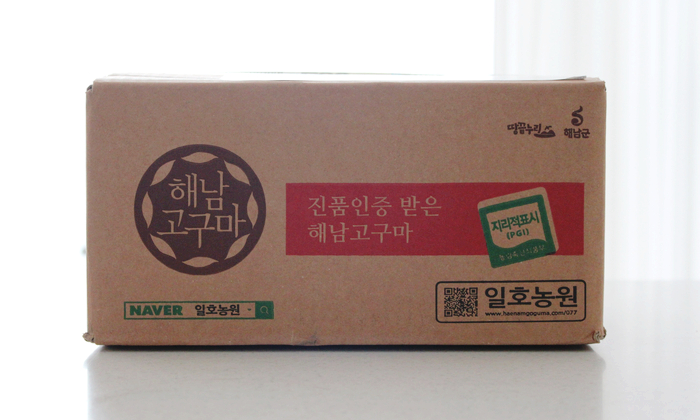 땅끝누리
해남군
해남
고구마
진품인증 받은
해남고구마
지리적표시
(PGI)
NAVER 일호농원
일호농원
www.haenamgoguma.com/077